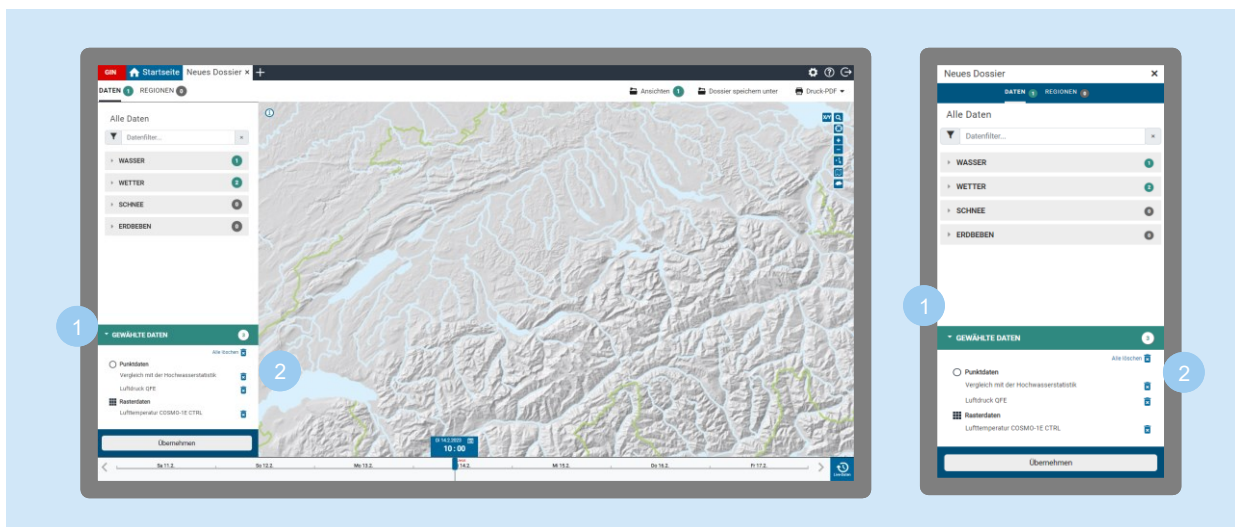 GIN Startseite Neues Dossier × +
DATEN 1 REGIONEN 0 Ansichten 1 Dossier speichern unter Druck-PDF
Alle Daten
Datenfilter... ×
WASSER 1
WETTER 2
SCHNEE 0
ERDBEBEN 0
GEWÄHLTE DATEN 3
Alle löschen
Punktdaten
Vergleich mit der Hochwasserstatistik
Luftdruck QFE
Rasterdaten
Lufttemperatur COSMO-1E CTRL
Übernehmen
X/Y
+
−
10:00
Sa 11.2. So 12.2. Mo 13.2. 14.2. Mi 15.2. Do 16.2. Fr 17.2.
1
2
Neues Dossier ×
DATEN 1 REGIONEN 0
Alle Daten
Datenfilter... ×
WASSER 1
WETTER 2
SCHNEE 0
ERDBEBEN 0
GEWÄHLTE DATEN 3
Alle löschen
Punktdaten
Vergleich mit der Hochwasserstatistik
Luftdruck QFE
Rasterdaten
Lufttemperatur COSMO-1E CTRL
Übernehmen
1
2